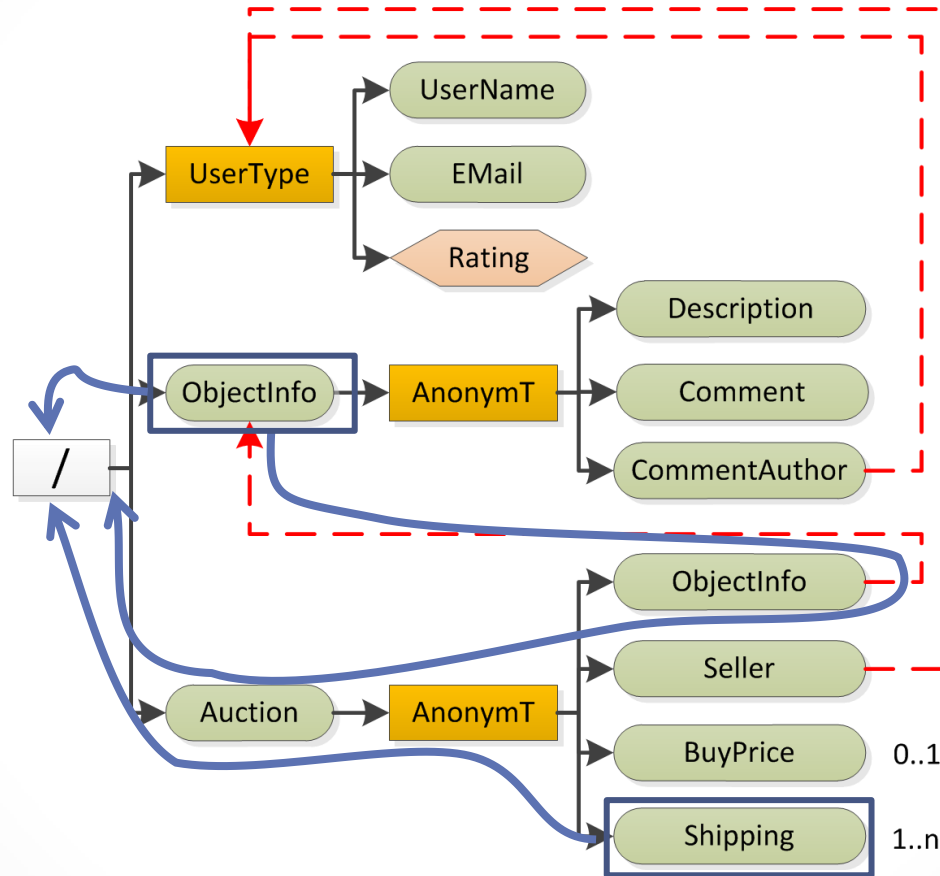 UserName
UserType
EMail
Rating
Description
ObjectInfo
AnonymT
Comment
/
CommentAuthor
ObjectInfo
Seller
Auction
AnonymT
BuyPrice 0..1
Shipping 1..n